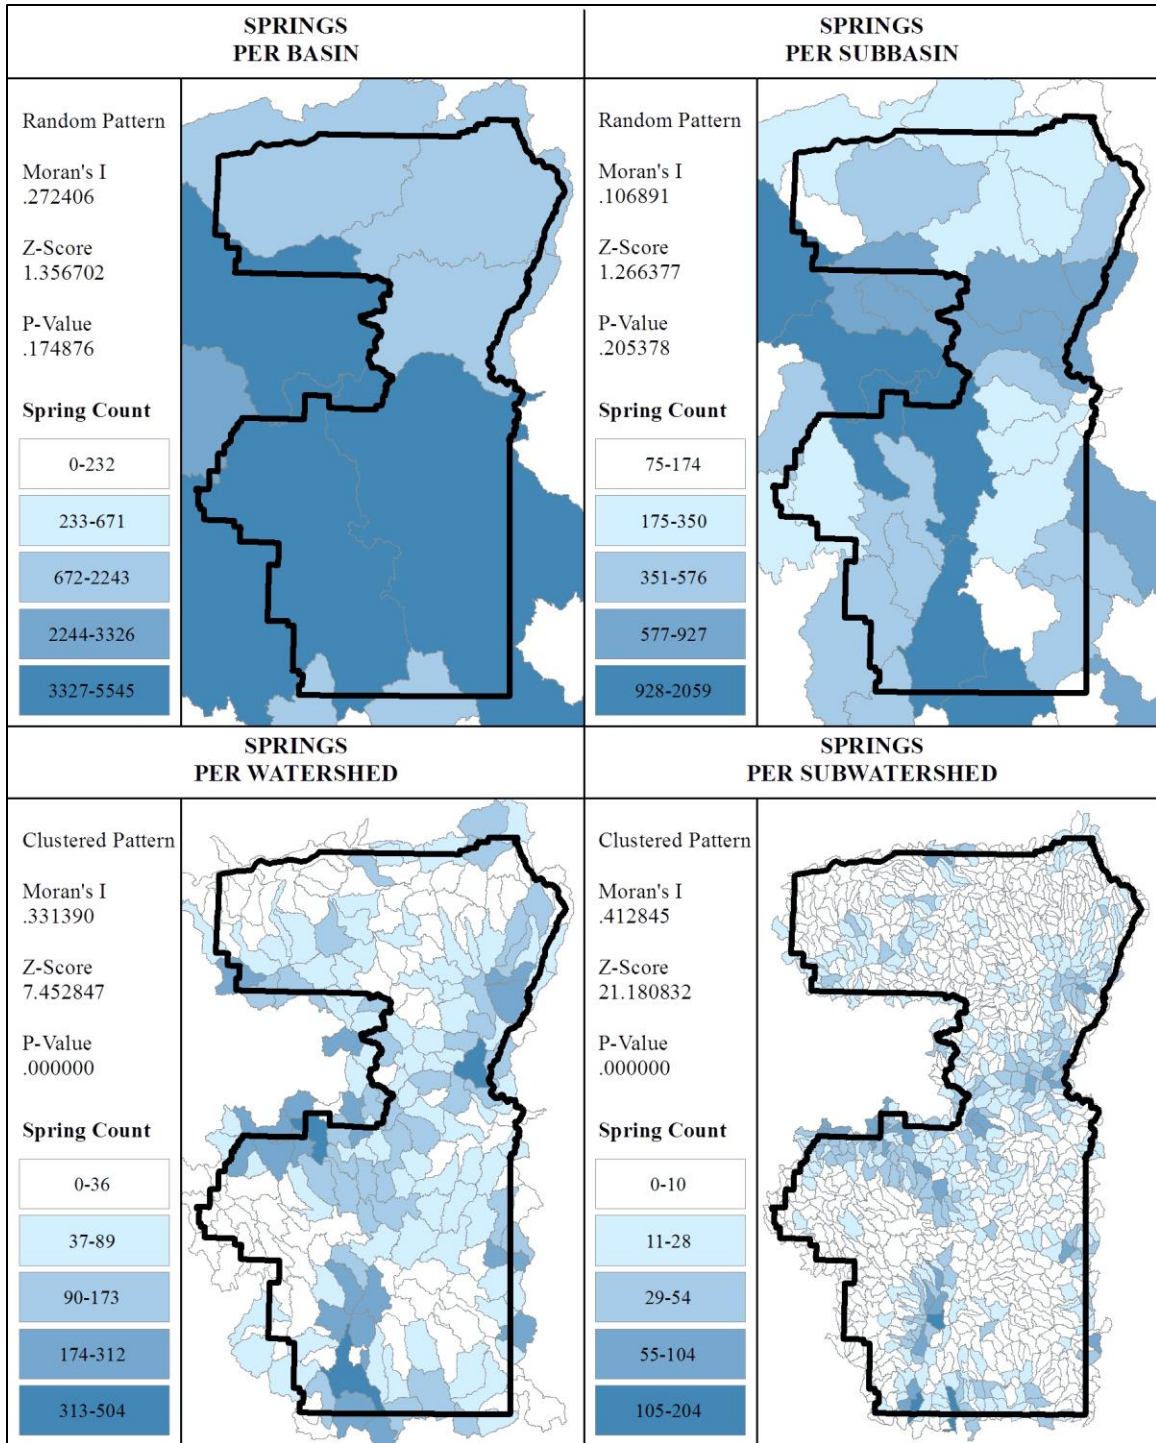 SPRINGS
PER BASIN
Random Pattern
Moran's I
.272406
Z-Score
1.356702
P-Value
.174876
Spring Count
0-232
233-671
672-2243
2244-3326
3327-5545
SPRINGS
PER SUBBASIN
Random Pattern
Moran's I
.106891
Z-Score
1.266377
P-Value
.205378
Spring Count
75-174
175-350
351-576
577-927
928-2059
SPRINGS
PER WATERSHED
Clustered Pattern
Moran's I
.331390
Z-Score
7.452847
P-Value
.000000
Spring Count
0-36
37-89
90-173
174-312
313-504
SPRINGS
PER SUBWATERSHED
Clustered Pattern
Moran's I
.412845
Z-Score
21.180832
P-Value
.000000
Spring Count
0-10
11-28
29-54
55-104
105-204